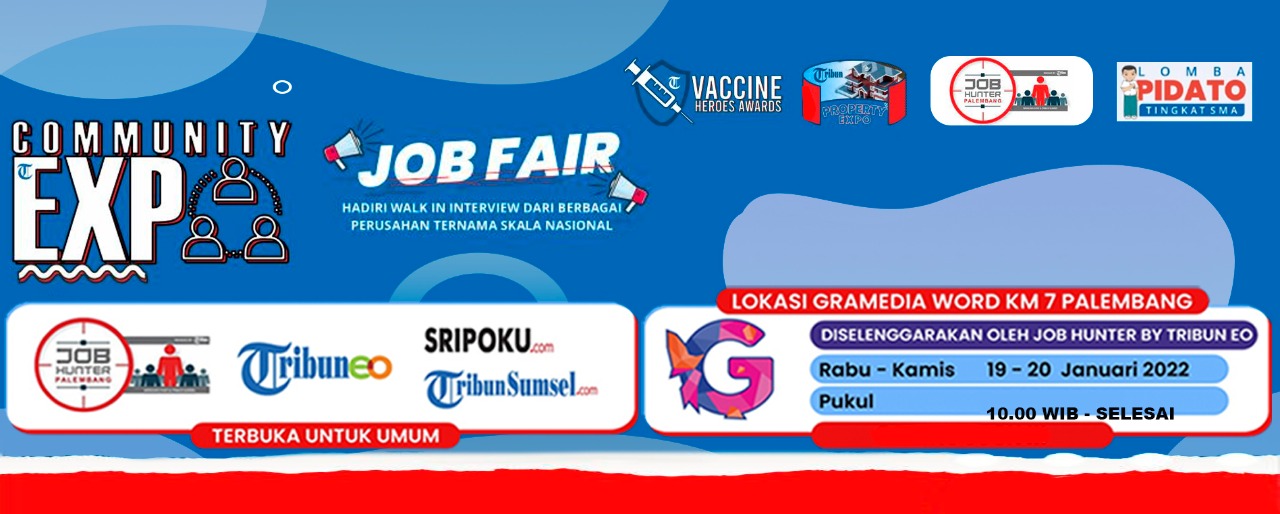 VACCINE
HEROES AWARDS
Tribun
PROPERTY
EXPO
JOB
HUNTER
PALEMBANG
LOMBA
PIDATO
TINGKAT SMA
COMMUNITY
EXPO
JOB FAIR
HADIRI WALK IN INTERVIEW DARI BERBAGAI
PERUSAHAN TERNAMA SKALA NASIONAL
JOB
HUNTER
PALEMBANG
Tribuneo
SRIPOKU.com
TribunSumsel.com
TERBUKA UNTUK UMUM
LOKASI GRAMEDIA WORD KM 7 PALEMBANG
DISELENGGARAKAN OLEH JOB HUNTER BY TRIBUN EO
Rabu - Kamis 19 - 20 Januari 2022
Pukul
10.00 WIB - SELESAI